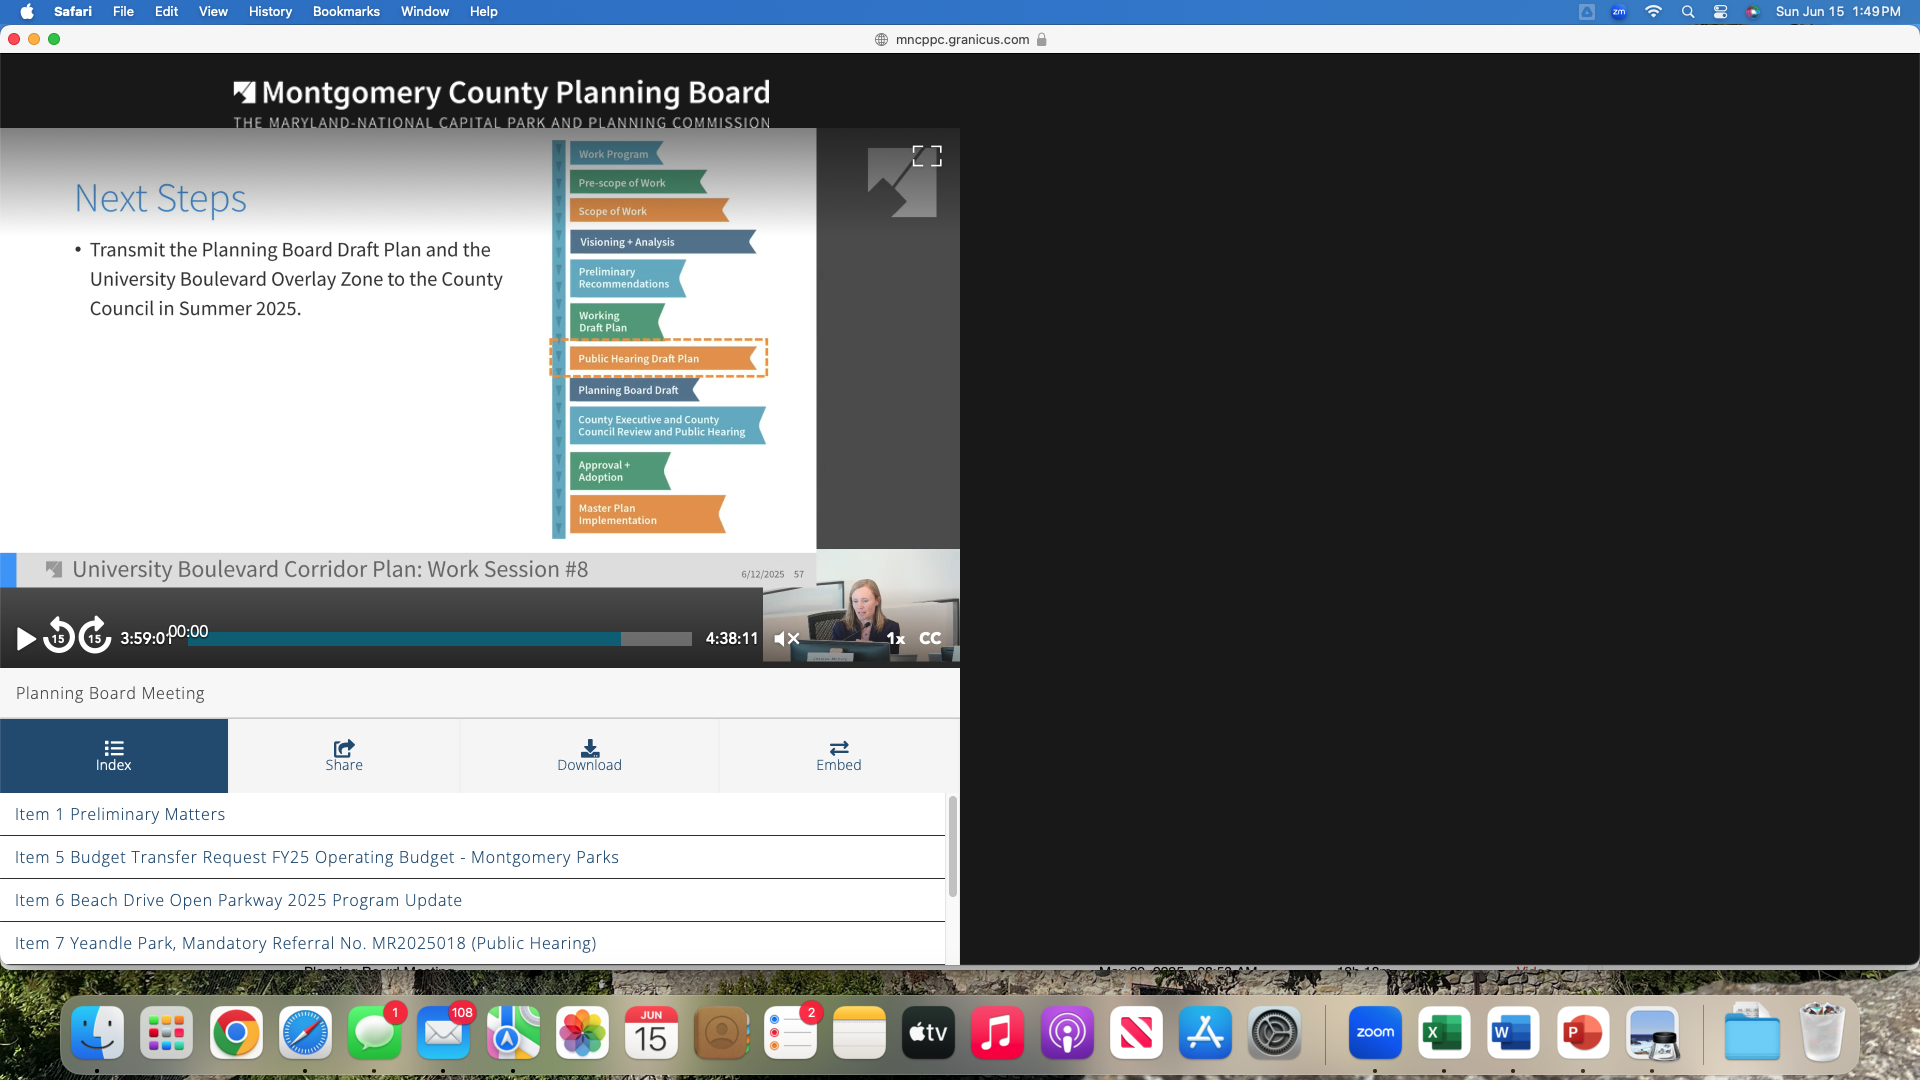 Safari File Edit View History Bookmarks Window Help
zm
Sun Jun 15 1:49 PM
mncppc.granicus.com
Montgomery County Planning Board
THE MARYLAND-NATIONAL CAPITAL PARK AND PLANNING COMMISSION
Next Steps
• Transmit the Planning Board Draft Plan and the
University Boulevard Overlay Zone to the County
Council in Summer 2025.
Work Program
Pre-scope of Work
Scope of Work
Visioning + Analysis
Preliminary
Recommendations
Working
Draft Plan
Public Hearing Draft Plan
Planning Board Draft
County Executive and County
Council Review and Public Hearing
Approval +
Adoption
Master Plan
Implementation
University Boulevard Corridor Plan: Work Session #8
6/12/2025 57
15 15 3:59:01 00:00 4:38:11 1x CC
Planning Board Meeting
Index Share Download Embed
Item 1 Preliminary Matters
Item 5 Budget Transfer Request FY25 Operating Budget - Montgomery Parks
Item 6 Beach Drive Open Parkway 2025 Program Update
Item 7 Yeandle Park, Mandatory Referral No. MR2025018 (Public Hearing)
1 108 JUN 15 2 tv zoom X W P